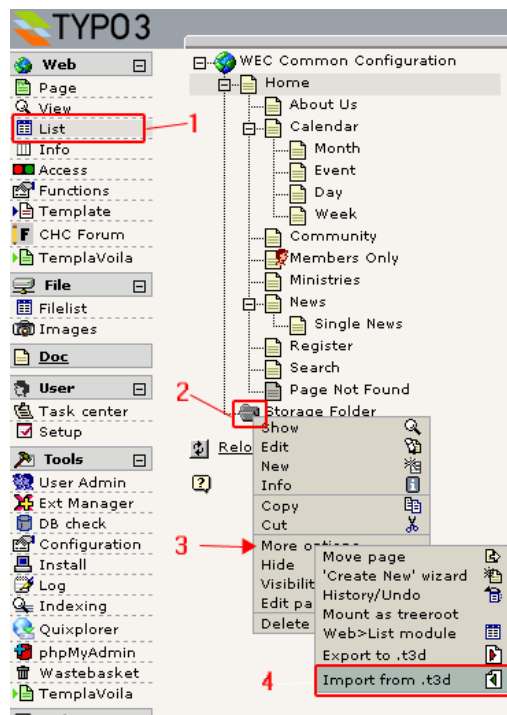 TYPO3
Web
Page
View
List
Info
Access
Functions
Template
CHC Forum
TemplaVoila
File
Filelist
Images
Doc
User
Task center
Setup
Tools
User Admin
Ext Manager
DB check
Configuration
Install
Log
Indexing
Quixplorer
phpMyAdmin
Wastebasket
TemplaVoila
1
WEC Common Configuration
Home
About Us
Calendar
Month
Event
Day
Week
Community
Members Only
Ministries
News
Single News
Register
Search
Page Not Found
2
Storage Folder
Relo
Show
Edit
New
Info
Copy
Cut
3
More options
Hide
Visibilit
Edit pa
Delete
Move page
'Create New' wizard
History/Undo
Mount as treeroot
Web>List module
Export to .t3d
4
Import from .t3d